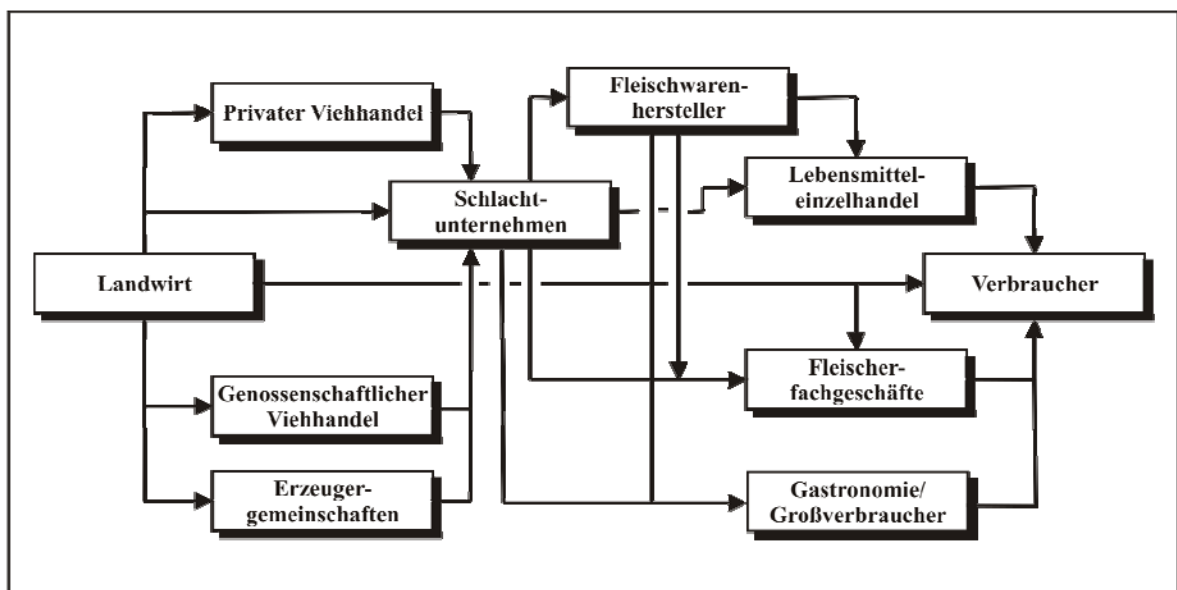 Fleischwaren-
hersteller
Privater Viehhandel
Lebensmittel-
einzelhandel
Schlacht-
unternehmen
Landwirt
Verbraucher
Fleischer-
fachgeschäfte
Genossenschaftlicher
Viehhandel
Erzeuger-
gemeinschaften
Gastronomie/
Großverbraucher